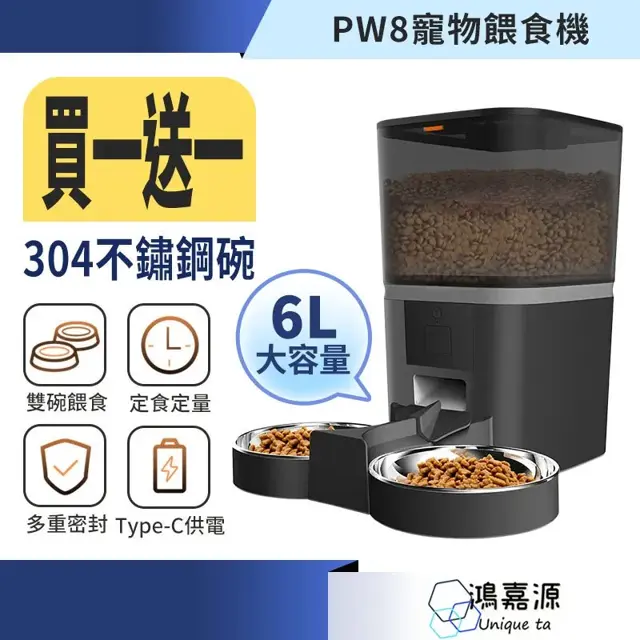 PW8寵物餵食機
買一送一
304不鏽鋼碗
6L
大容量
雙碗餵食
定食定量
多重密封
Type-C供電
鴻嘉源
Unique ta